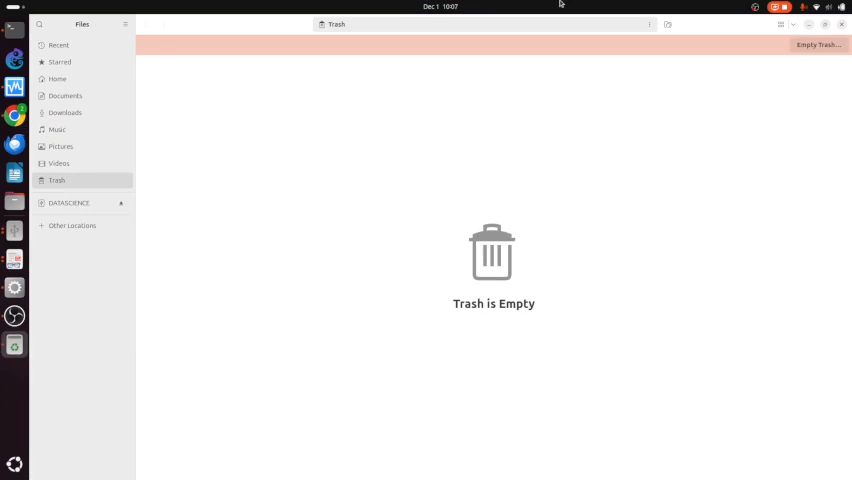 Dec 1 10:07
Files
Trash
Empty Trash...
Recent
Starred
Home
Documents
Downloads
Music
Pictures
Videos
Trash
DATASCIENCE
Other Locations
Trash is Empty